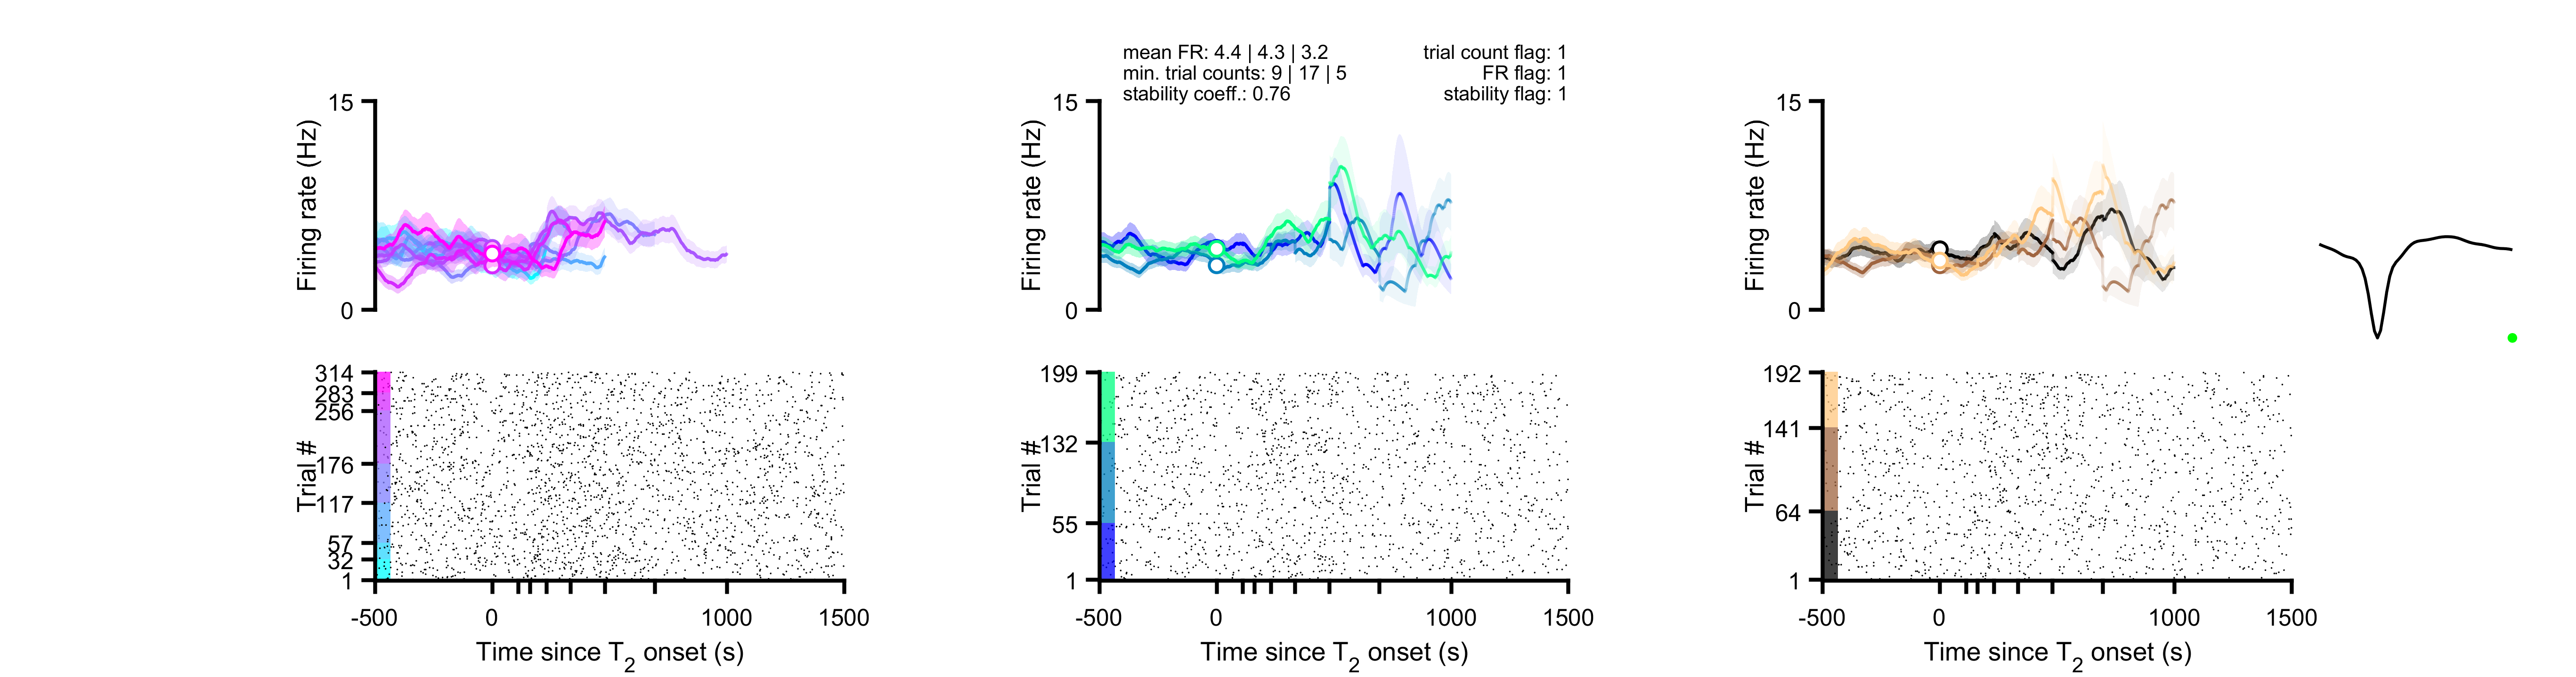 mean FR: 4.4 | 4.3 | 3.2
min. trial counts: 9 | 17 | 5
stability coeff.: 0.76
trial count flag: 1
FR flag: 1
stability flag: 1
15
0
Firing rate (Hz)
15
0
Firing rate (Hz)
15
0
Firing rate (Hz)
314
283
256
176
117
57
32
1
Trial #
-500
0
1000
1500
Time since T2 onset (s)
199
132
55
1
Trial #
-500
0
1000
1500
Time since T2 onset (s)
192
141
64
1
Trial #
-500
0
1000
1500
Time since T2 onset (s)